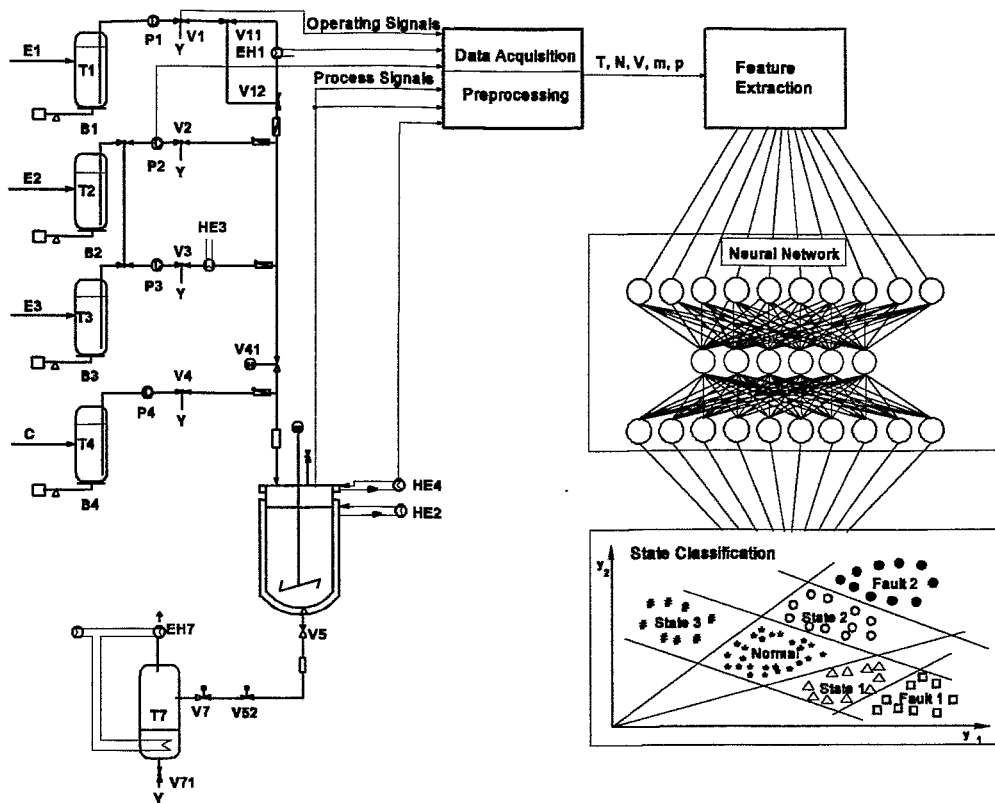 Operating Signals
V11
P1
V1
Y
EH1
E1
T1
Data Acquisition
T, N, V, m, p
Feature
Extraction
Process Signals
Preprocessing
V12
B1
V2
P2
Y
E2
T2
HE3
B2
V3
P3
Y
Neural Network
E3
T3
V41
B3
V4
P4
Y
C
T4
B4
HE4
HE2
State Classification
y2
Fault 2
State 3
State 2
Normal
State 1
Fault 1
y1
EH7
V5
T7
V7
V52
V71
Y